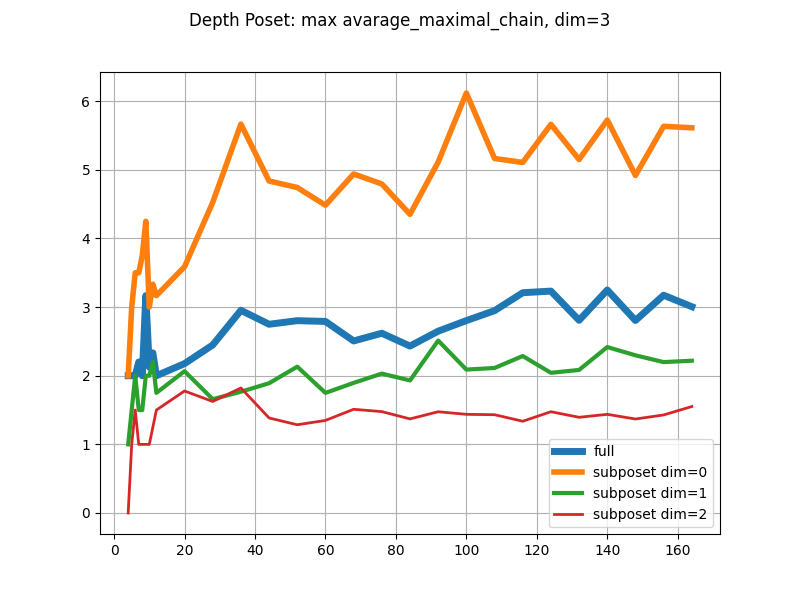 Depth Poset: max avarage_maximal_chain, dim=3
6
5
4
3
2
1
0
full
subposet dim=0
subposet dim=1
subposet dim=2
0 20 40 60 80 100 120 140 160